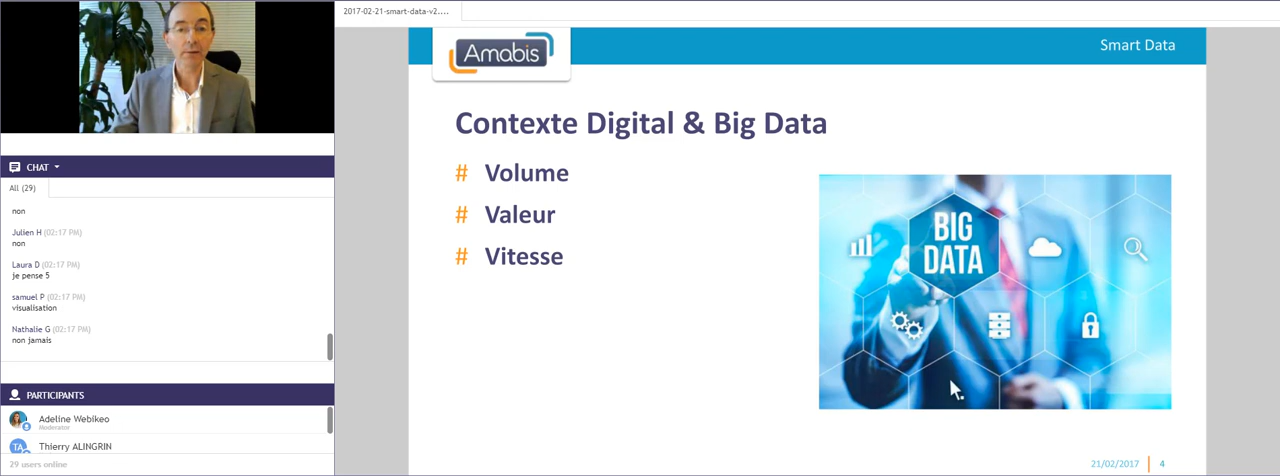 2017-02-21-smart-data-v2....
Amabis
Smart Data
Contexte Digital & Big Data
# Volume
# Valeur
# Vitesse
BIG
DATA
21/02/2017 | 4
CHAT
All (29)
non
Julien H (02:17 PM)
non
Laura D (02:17 PM)
je pense 5
samuel P (02:17 PM)
visualisation
Nathalie G (02:17 PM)
non jamais
PARTICIPANTS
Adeline Webikeo
Moderator
TA
Thierry ALINGRIN
29 users online